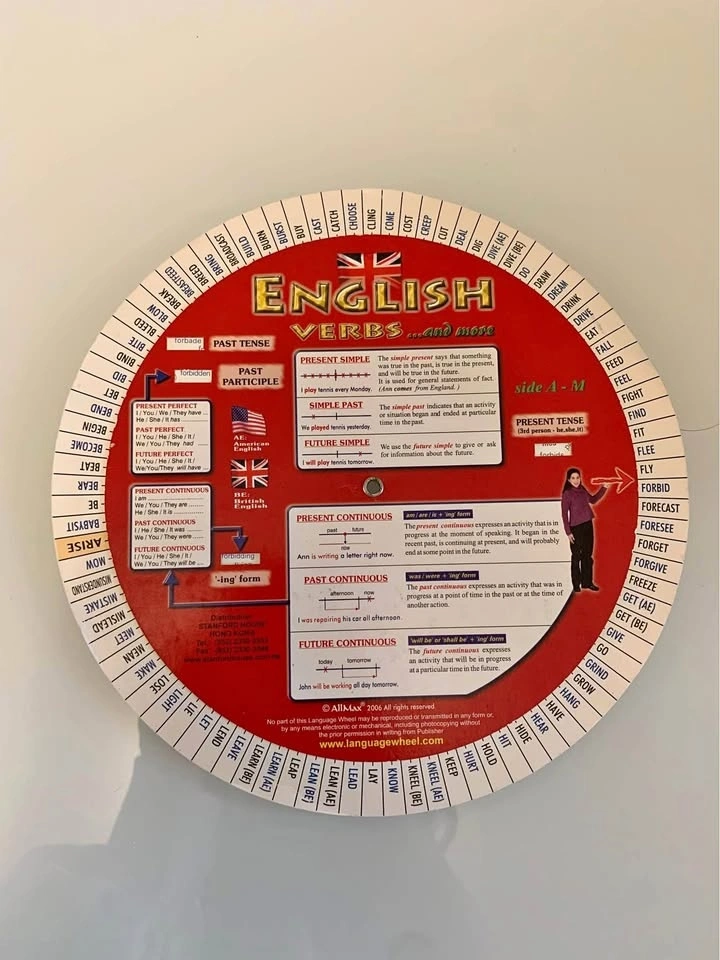 ARISE
BABYSIT
BE
BEAR
BEAT
BECOME
BEGIN
BEND
BET
BID
BIND
BITE
BLEED
BLOW
BREAK
BREASTFEED
BREED
BRING
BROADCAST
BUILD
BURN
BURST
BUY
CAST
CATCH
CHOOSE
CLING
COME
COST
CREEP
CUT
DEAL
DIG
DIVE (AE)
DIVE (BE)
DO
DRAW
DREAM
DRINK
DRIVE
EAT
FALL
FEED
FEEL
FIGHT
FIND
FIT
FLEE
FLY
FORBID
FORECAST
FORESEE
FORGET
FORGIVE
FREEZE
GET (AE)
GET (BE)
GIVE
GO
GRIND
GROW
HANG
HAVE
HEAR
HIDE
HIT
HOLD
HURT
KEEP
KNEEL (AE)
KNEEL (BE)
KNOW
LAY
LEAD
LEAN (AE)
LEAN (BE)
LEAP
LEARN (AE)
LEARN (BE)
LEAVE
LEND
LET
LIE
LIGHT
LOSE
MAKE
MEAN
MEET
MISLEAD
MISTAKE
MISUNDERSTAND
MOW
ENGLISH
VERBS ...and more
side A - M
forbade
PAST TENSE
forbidden
PAST
PARTICIPLE
PRESENT PERFECT
I / You / We / They have ...
He / She / It has ...
PAST PERFECT
I / You / He / She / It /
We / You / They had ...
FUTURE PERFECT
I / You / He / She / It /
We/You/They will have ...
AE:
American
English
BE:
British
English
PRESENT CONTINUOUS
I am ...
We / You / They are ...
He / She / It is ...
PAST CONTINUOUS
I / He / She / It was ...
We / You / They were ...
FUTURE CONTINUOUS
I / You / He / She / It /
We / You / They will be ...
forbidding
'-ing' form
PRESENT SIMPLE
I play tennis every Monday.
The simple present says that something
was true in the past, is true in the present,
and will be true in the future.
It is used for general statements of fact.
(Ann comes from England.)
SIMPLE PAST
We played tennis yesterday.
The simple past indicates that an activity
or situation began and ended at particular
time in the past.
FUTURE SIMPLE
I will play tennis tomorrow.
We use the future simple to give or ask
for information about the future.
PRESENT TENSE
(3rd person - he,she,it)
PRESENT CONTINUOUS
past future
now
Ann is writing a letter right now.
am / are / is + 'ing' form
The present continuous expresses an activity that is in
progress at the moment of speaking. It began in the
recent past, is continuing at present, and will probably
end at some point in the future.
PAST CONTINUOUS
afternoon now
I was repairing his car all afternoon.
was / were + 'ing' form
The past continuous expresses an activity that was in
progress at a point of time in the past or at the time of
another action.
FUTURE CONTINUOUS
today tomorrow
John will be working all day tomorrow.
'will be' or 'shall be' + 'ing' form
The future continuous expresses
an activity that will be in progress
at a particular time in the future.
STANFORD HOUSE
HONG KONG
© AllMax 2006 All rights reserved
No part of this Language Wheel may be reproduced or transmitted in any form or,
by any means electronic or mechanical, including photocopying without
the prior permission in writing from Publisher
www.languagewheel.com